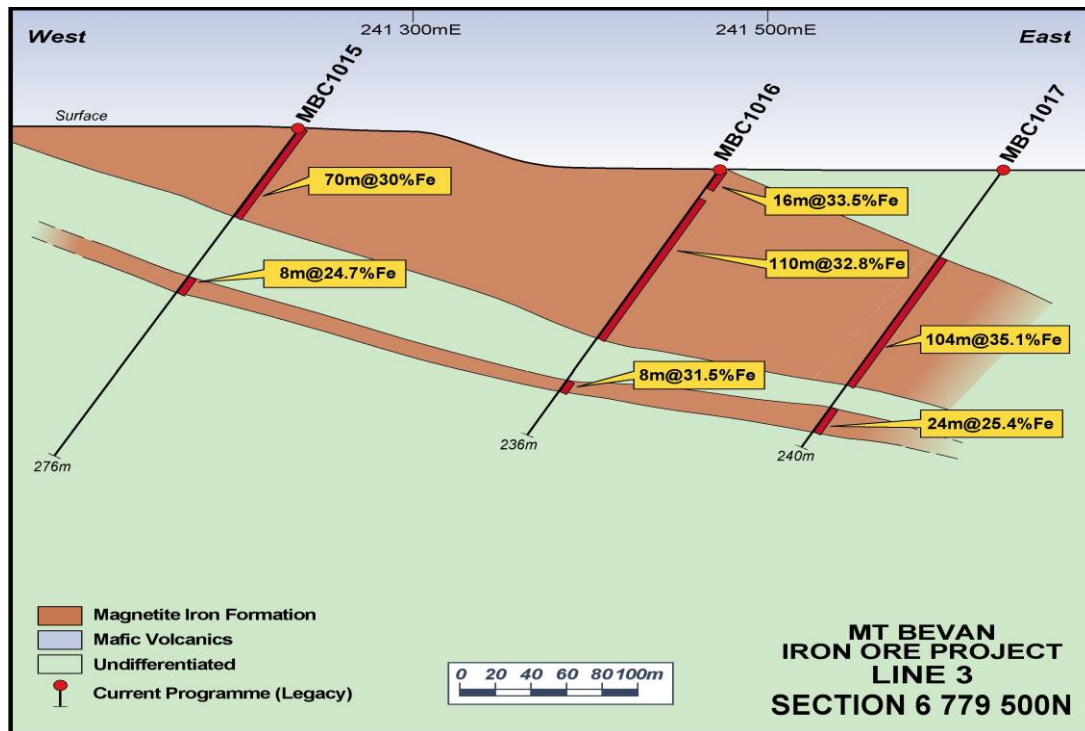 West
241 300mE
241 500mE
East
Surface
MBC1015
MBC1016
MBC1017
70m@30%Fe
16m@33.5%Fe
110m@32.8%Fe
8m@24.7%Fe
104m@35.1%Fe
8m@31.5%Fe
24m@25.4%Fe
276m
236m
240m
Magnetite Iron Formation
Mafic Volcanics
Undifferentiated
Current Programme (Legacy)
0 20 40 60 80 100m
MT BEVAN
IRON ORE PROJECT
LINE 3
SECTION 6 779 500N